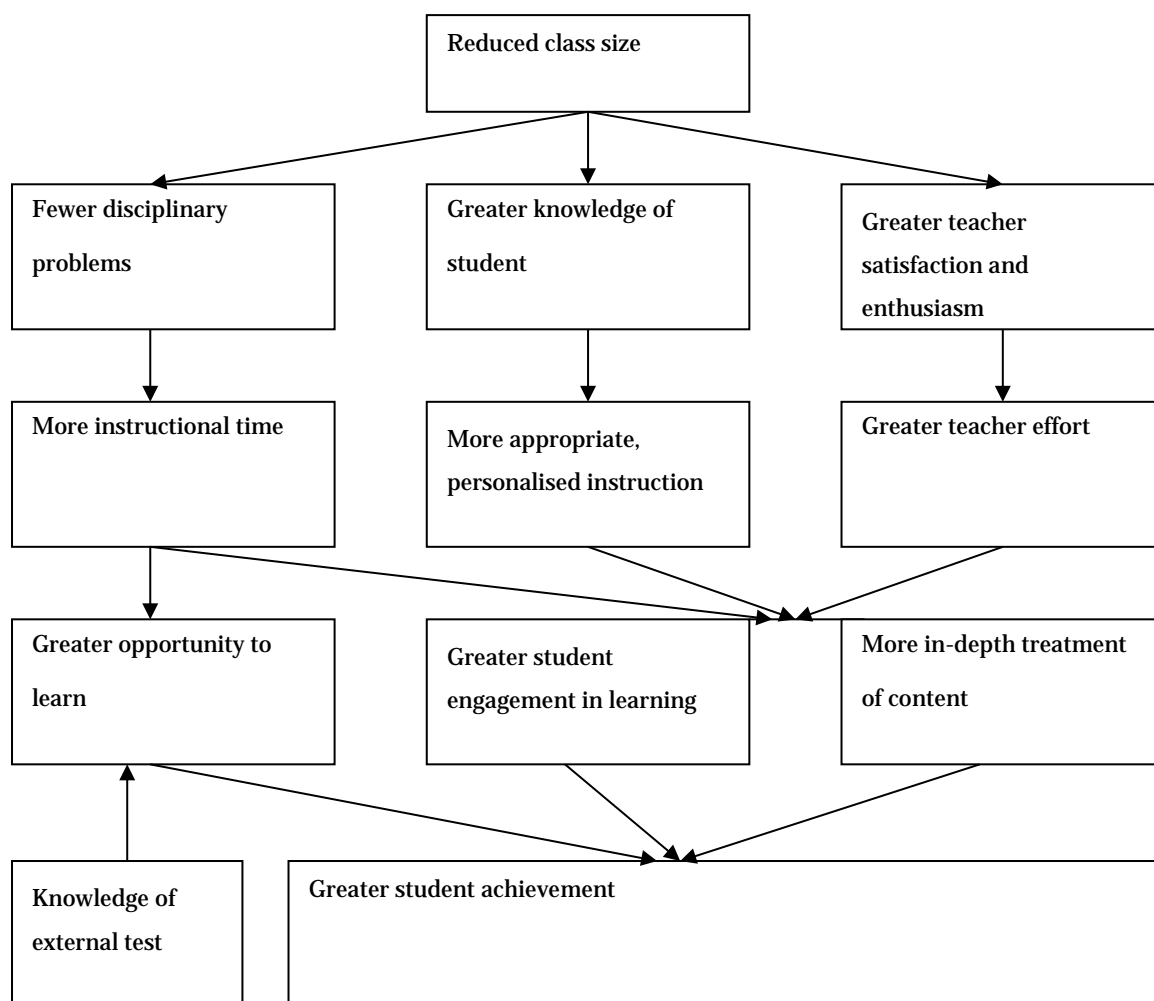 Reduced class size
Fewer disciplinary
problems
Greater knowledge of
student
Greater teacher
satisfaction and
enthusiasm
More instructional time
More appropriate,
personalised instruction
Greater teacher effort
Greater opportunity to
learn
Greater student
engagement in learning
More in-depth treatment
of content
Knowledge of
external test
Greater student achievement